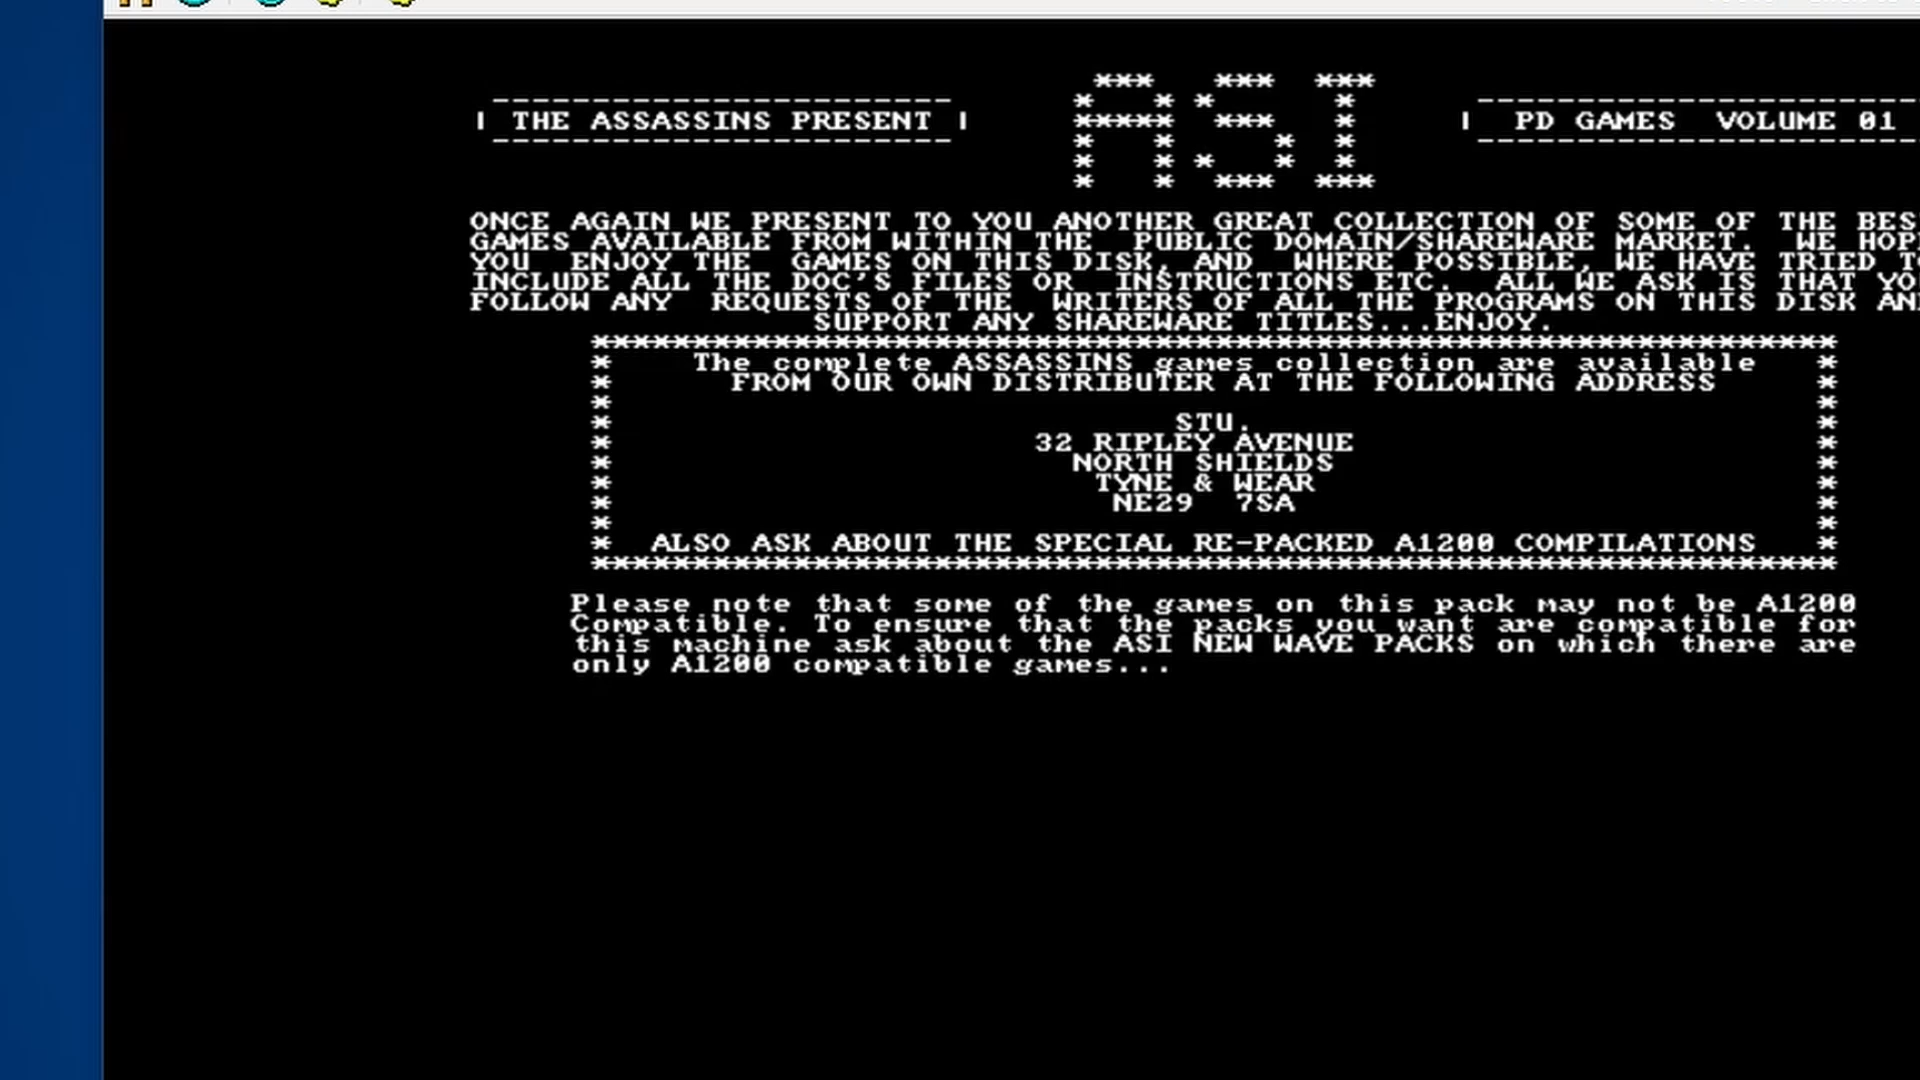 THE ASSASSINS PRESENT
ASI
PD GAMES VOLUME 01
ONCE AGAIN WE PRESENT TO YOU ANOTHER GREAT COLLECTION OF SOME OF THE BES
GAMES AVAILABLE FROM WITHIN THE PUBLIC DOMAIN/SHAREWARE MARKET. WE HOP
YOU ENJOY THE GAMES ON THIS DISK, AND WHERE POSSIBLE, WE HAVE TRIED TO
INCLUDE ALL THE DOC'S FILES OR INSTRUCTIONS ETC. ALL WE ASK IS THAT YO
FOLLOW ANY REQUESTS OF THE WRITERS OF ALL THE PROGRAMS ON THIS DISK AN
SUPPORT ANY SHAREWARE TITLES...ENJOY.
The complete ASSASSINS games collection are available
FROM OUR OWN DISTRIBUTER AT THE FOLLOWING ADDRESS
STU.
32 RIPLEY AVENUE
NORTH SHIELDS
TYNE & WEAR
NE29 7SA
ALSO ASK ABOUT THE SPECIAL RE-PACKED A1200 COMPILATIONS
Please note that some of the games on this pack may not be A1200
Compatible. To ensure that the packs you want are compatible for
this machine ask about the ASI NEW WAVE PACKS on which there are
only A1200 compatible games...